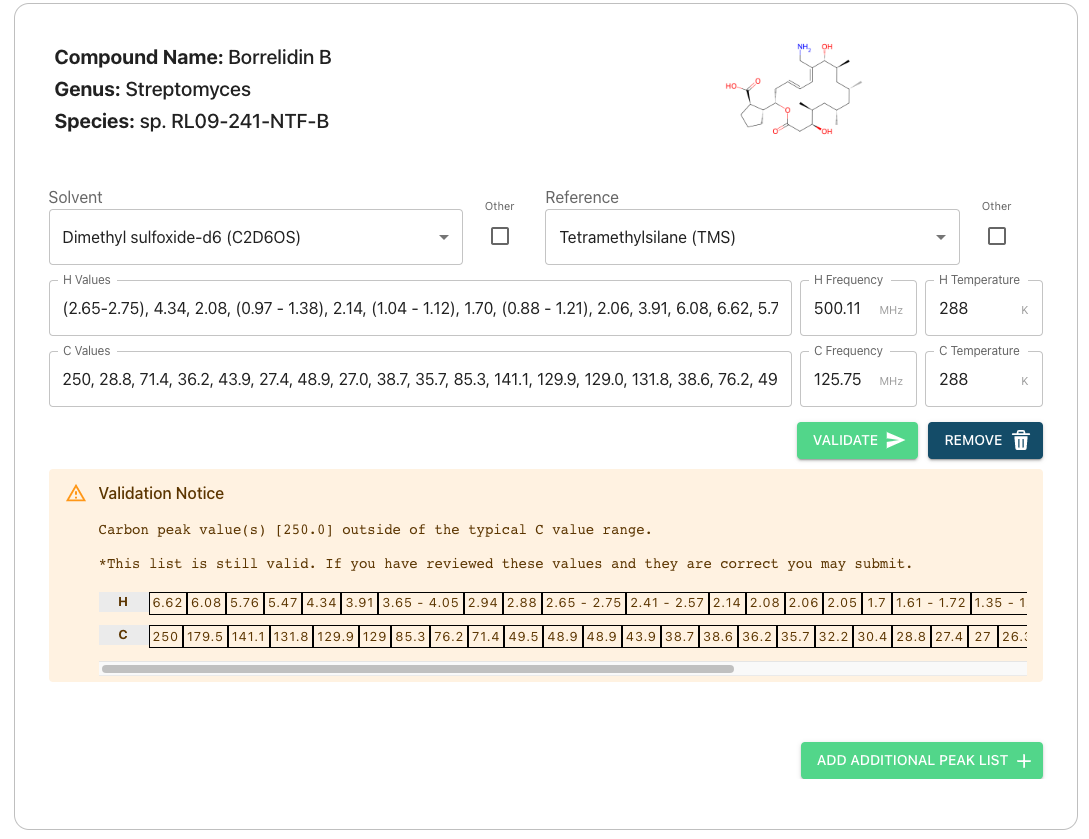 Compound Name: Borrelidin B
Genus: Streptomyces
Species: sp. RL09-241-NTF-B
NH2 OH
HO O
O
O OH
Solvent Other Reference Other
Dimethyl sulfoxide-d6 (C2D6OS) Tetramethylsilane (TMS)
H Values H Frequency H Temperature
(2.65-2.75), 4.34, 2.08, (0.97 - 1.38), 2.14, (1.04 - 1.12), 1.70, (0.88 - 1.21), 2.06, 3.91, 6.08, 6.62, 5.7 500.11 MHz 288 K
C Values C Frequency C Temperature
250, 28.8, 71.4, 36.2, 43.9, 27.4, 48.9, 27.0, 38.7, 35.7, 85.3, 141.1, 129.9, 129.0, 131.8, 38.6, 76.2, 49 125.75 MHz 288 K
VALIDATE REMOVE
Validation Notice
Carbon peak value(s) [250.0] outside of the typical C value range.
*This list is still valid. If you have reviewed these values and they are correct you may submit.
H 6.62 6.08 5.76 5.47 4.34 3.91 3.65 - 4.05 2.94 2.88 2.65 - 2.75 2.41 - 2.57 2.14 2.08 2.06 2.05 1.7 1.61 - 1.72 1.35 - 1
C 250 179.5 141.1 131.8 129.9 129 85.3 76.2 71.4 49.5 48.9 48.9 43.9 38.7 38.6 36.2 35.7 32.2 30.4 28.8 27.4 27 26.3
ADD ADDITIONAL PEAK LIST +